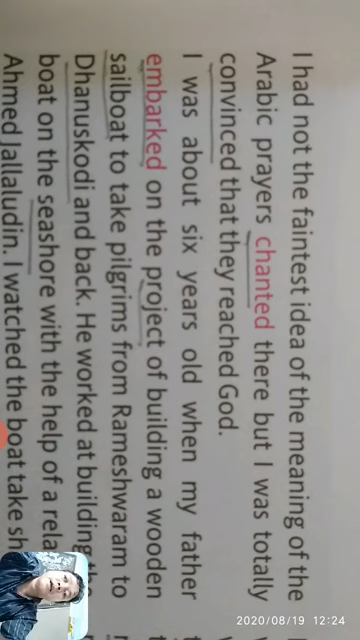 I had not the faintest idea of the meaning of the
Arabic prayers chanted there but I was totally
convinced that they reached God.
I was about six years old when my father
embarked on the project of building a wooden
sailboat to take pilgrims from Rameshwaram to
Dhanuskodi and back. He worked at building
boat on the seashore with the help of a rela
Ahmed Jallaludin. I watched the boat take sh
2020/08/19 12:24